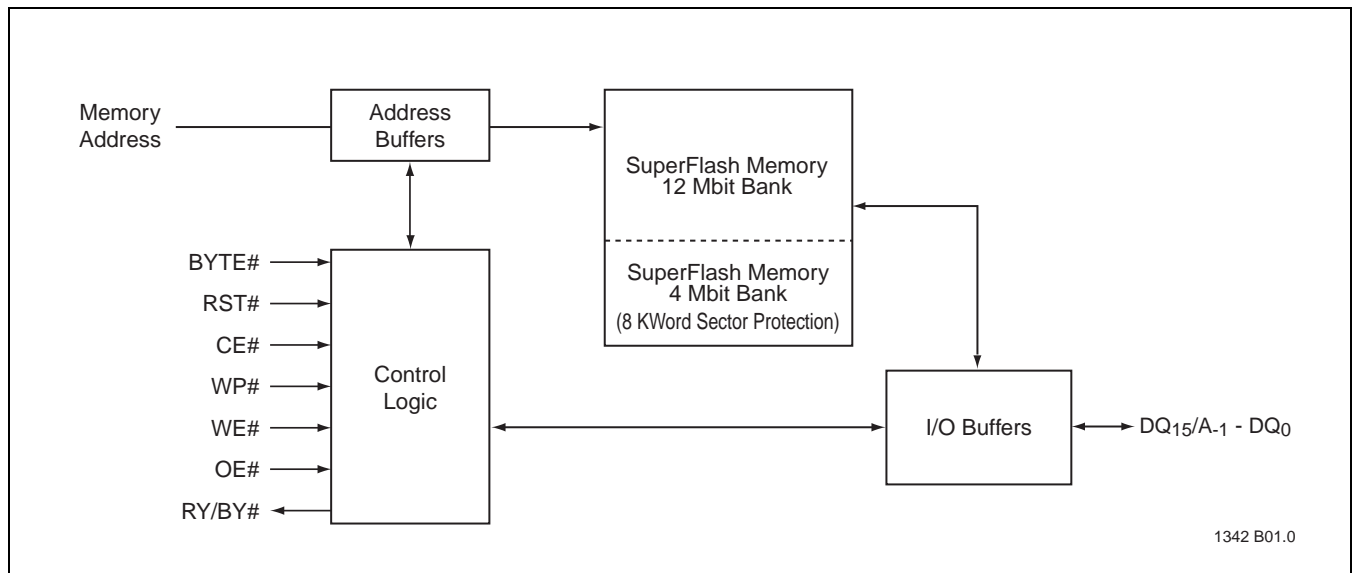 Memory
Address
Address
Buffers
SuperFlash Memory
12 Mbit Bank
SuperFlash Memory
4 Mbit Bank
(8 KWord Sector Protection)
BYTE#
RST#
CE#
WP#
WE#
OE#
RY/BY#
Control
Logic
I/O Buffers
DQ15/A-1 - DQ0
1342 B01.0